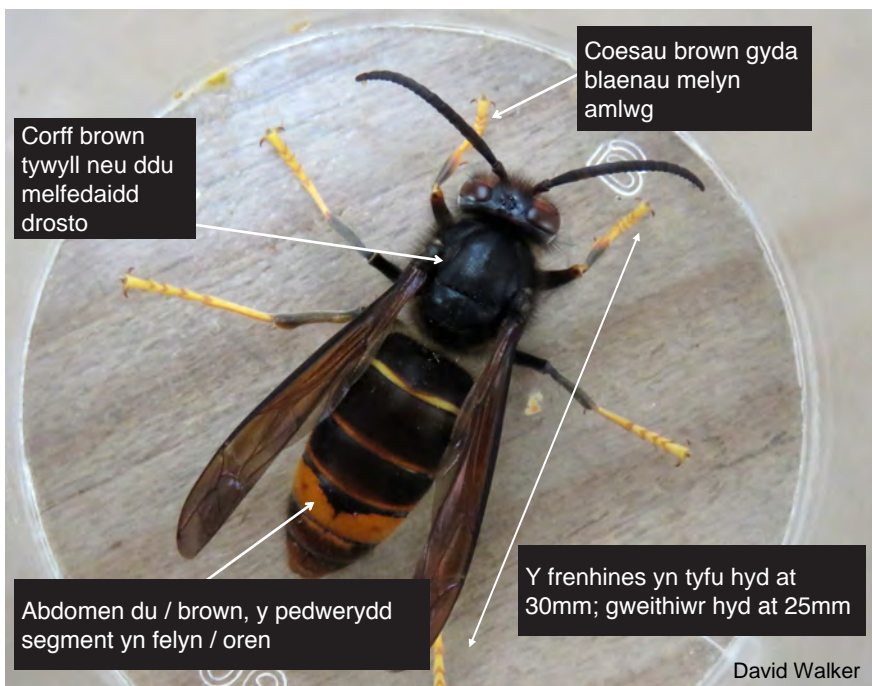 Coesau brown gyda
blaenau melyn
amlwg
Corff brown
tywyll neu ddu
melfedaidd
drosto
Abdomen du / brown, y pedwerydd
segment yn felyn / oren
Y frenhines yn tyfu hyd at
30mm; gweithiwr hyd at 25mm
David Walker